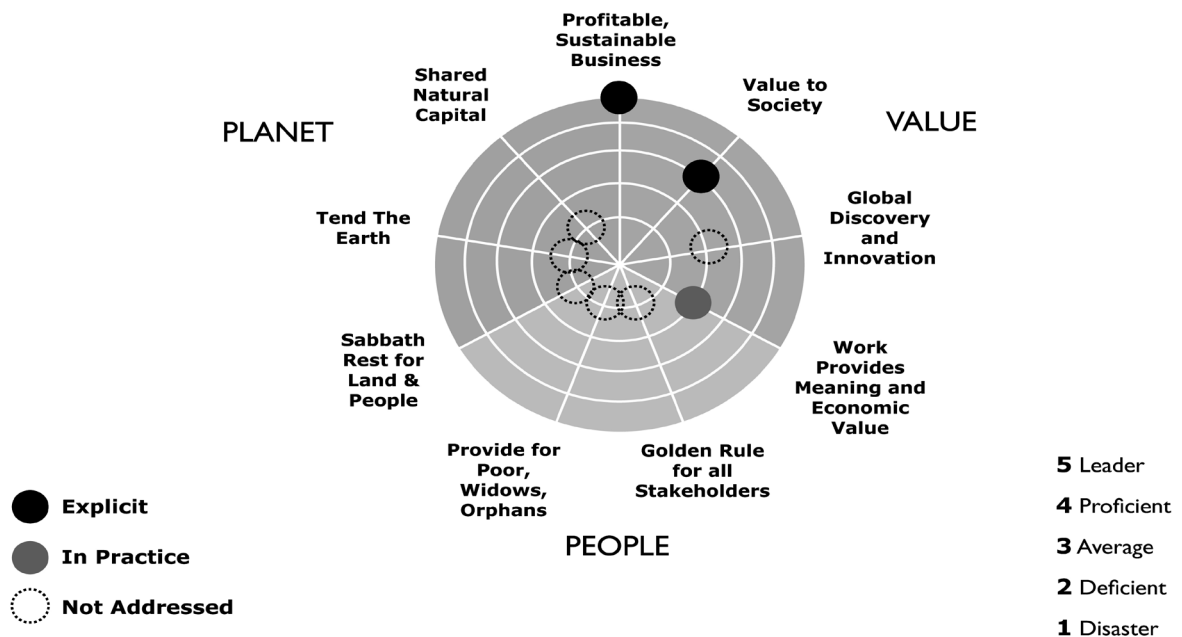 Profitable,
Sustainable
Business
Shared
Natural
Capital
Value to
Society
PLANET
VALUE
Tend The
Earth
Global
Discovery
and
Innovation
Sabbath
Rest for
Land &
People
Work
Provides
Meaning and
Economic
Value
Provide for
Poor,
Widows,
Orphans
Golden Rule
for all
Stakeholders
PEOPLE
Explicit
In Practice
Not Addressed
5 Leader
4 Proficient
3 Average
2 Deficient
1 Disaster